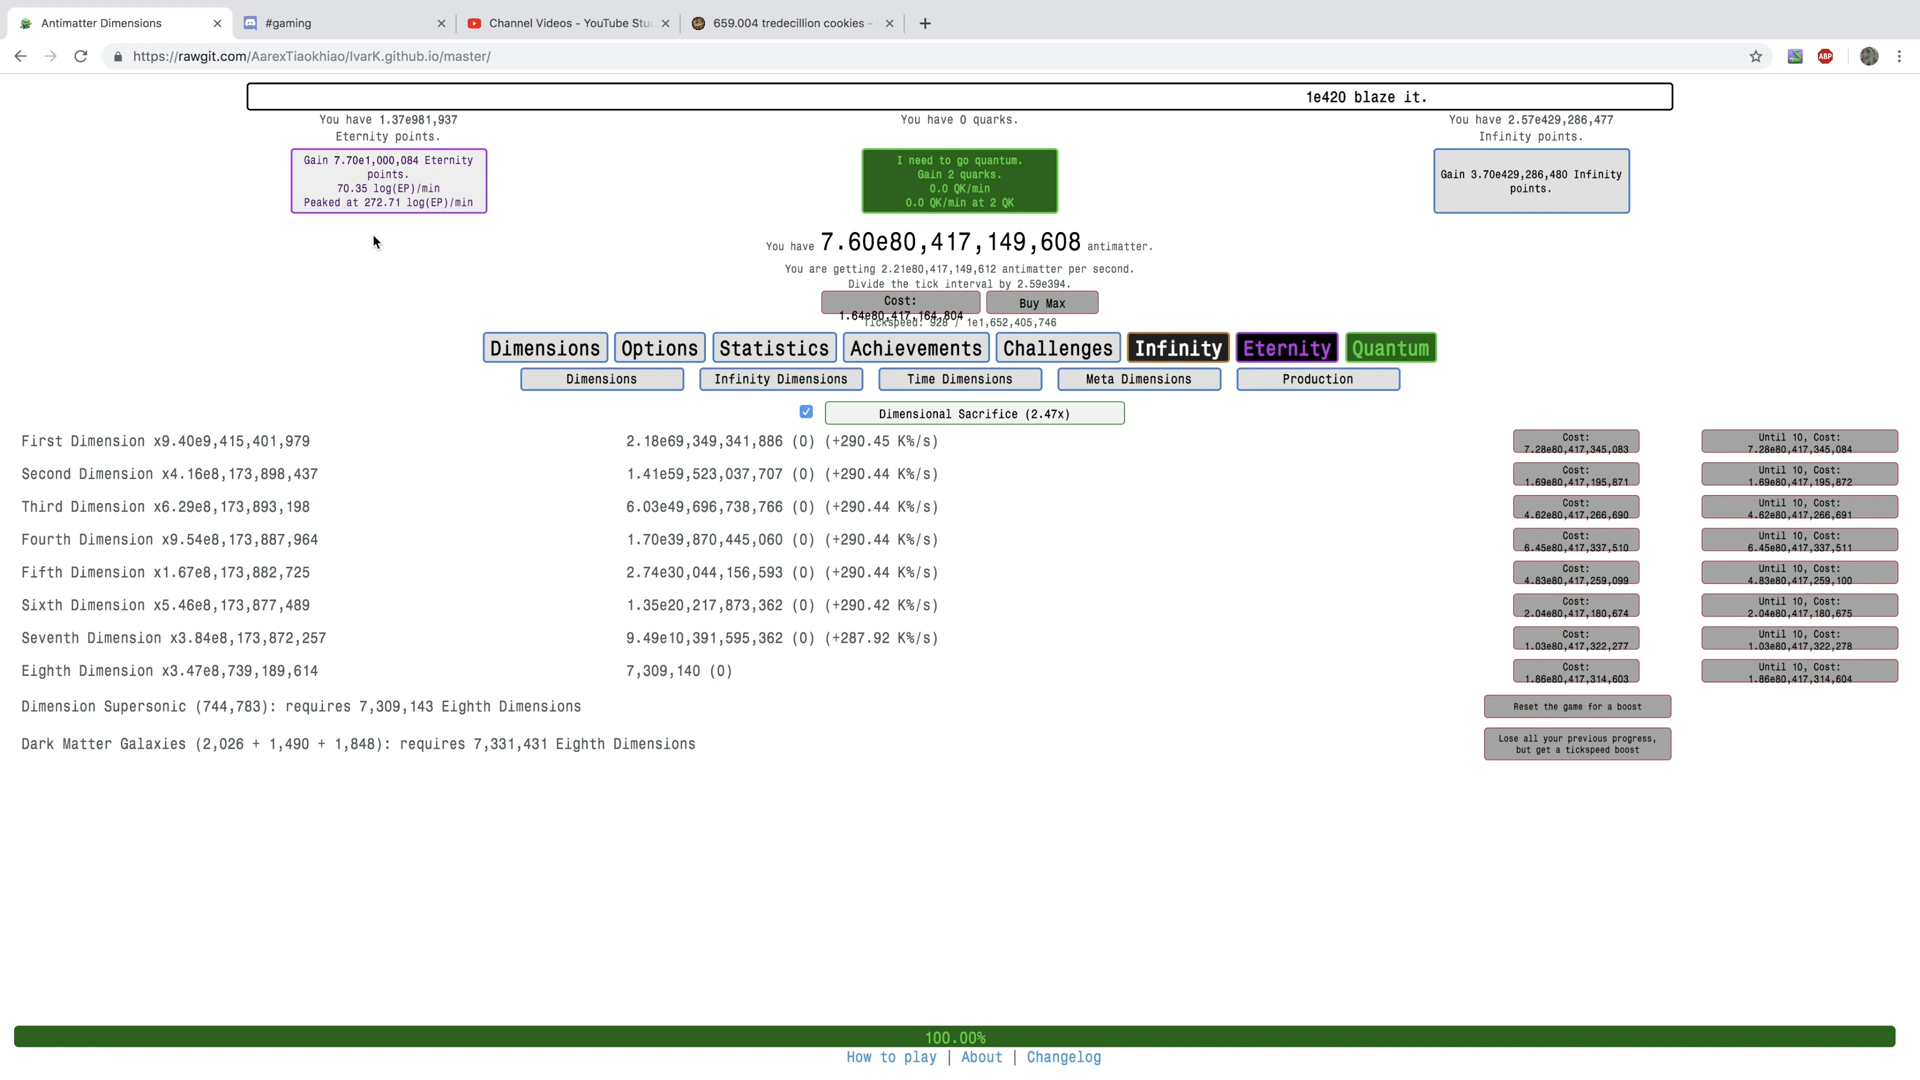 Antimatter Dimensions
#gaming
Channel Videos - YouTube Stu
659.004 tredecillion cookies -
https://rawgit.com/AarexTiaokhiao/IvarK.github.io/master/
ABP
1e420 blaze it.
You have 1.37e981,937
Eternity points.
You have 0 quarks.
You have 2.57e429,286,477
Infinity points.
Gain 7.70e1,000,084 Eternity
points.
70.35 log(EP)/min
Peaked at 272.71 log(EP)/min
I need to go quantum.
Gain 2 quarks.
0.0 QK/min
0.0 QK/min at 2 QK
Gain 3.70e429,286,480 Infinity
points.
You have 7.60e80,417,149,608 antimatter.
You are getting 2.21e80,417,149,612 antimatter per second.
Divide the tick interval by 2.59e394.
Cost:
1.64e80,417,164,804
Buy Max
Tickspeed: 928 / 1e1,652,405,746
Dimensions
Options
Statistics
Achievements
Challenges
Infinity
Eternity
Quantum
Dimensions
Infinity Dimensions
Time Dimensions
Meta Dimensions
Production
Dimensional Sacrifice (2.47x)
First Dimension x9.40e9,415,401,979
2.18e69,349,341,886 (0) (+290.45 K%/s)
Cost:
7.28e80,417,345,083
Until 10, Cost:
7.28e80,417,345,084
Second Dimension x4.16e8,173,898,437
1.41e59,523,037,707 (0) (+290.44 K%/s)
Cost:
1.69e80,417,195,871
Until 10, Cost:
1.69e80,417,195,872
Third Dimension x6.29e8,173,893,198
6.03e49,696,738,766 (0) (+290.44 K%/s)
Cost:
4.62e80,417,266,690
Until 10, Cost:
4.62e80,417,266,691
Fourth Dimension x9.54e8,173,887,964
1.70e39,870,445,060 (0) (+290.44 K%/s)
Cost:
6.45e80,417,337,510
Until 10, Cost:
6.45e80,417,337,511
Fifth Dimension x1.67e8,173,882,725
2.74e30,044,156,593 (0) (+290.44 K%/s)
Cost:
4.83e80,417,259,099
Until 10, Cost:
4.83e80,417,259,100
Sixth Dimension x5.46e8,173,877,489
1.35e20,217,873,362 (0) (+290.42 K%/s)
Cost:
2.04e80,417,180,674
Until 10, Cost:
2.04e80,417,180,675
Seventh Dimension x3.84e8,173,872,257
9.49e10,391,595,362 (0) (+287.92 K%/s)
Cost:
1.03e80,417,322,277
Until 10, Cost:
1.03e80,417,322,278
Eighth Dimension x3.47e8,739,189,614
7,309,140 (0)
Cost:
1.86e80,417,314,603
Until 10, Cost:
1.86e80,417,314,604
Dimension Supersonic (744,783): requires 7,309,143 Eighth Dimensions
Reset the game for a boost
Dark Matter Galaxies (2,026 + 1,490 + 1,848): requires 7,331,431 Eighth Dimensions
Lose all your previous progress,
but get a tickspeed boost
100.00%
How to play | About | Changelog